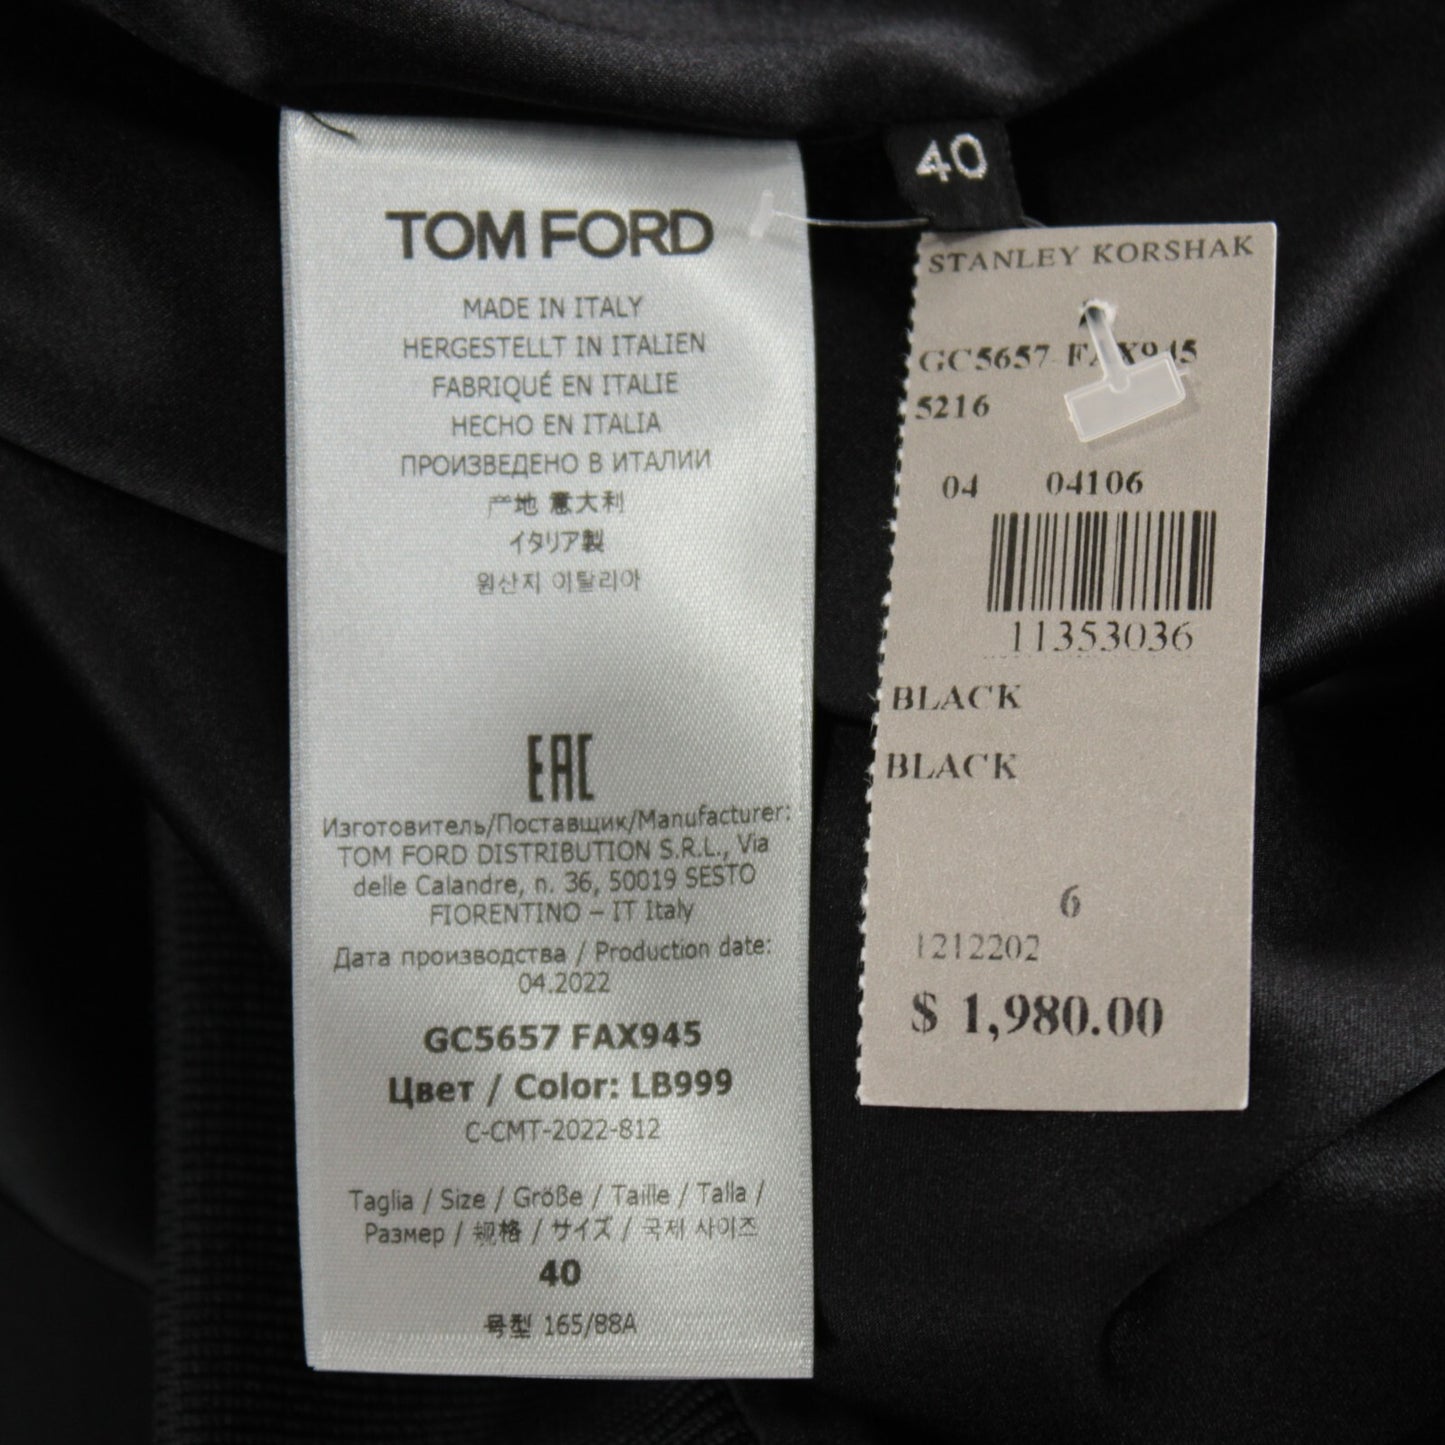 TOM FORD
MADE IN ITALY
HERGESTELLT IN ITALIEN
FABRIQUÉ EN ITALIE
HECHO EN ITALIA
ПРОИЗВЕДЕНО В ИТАЛИИ
产地 意大利
イタリア製
원산지 이탈리아
EAC
Изготовитель/Поставщик/Manufacturer:
TOM FORD DISTRIBUTION S.R.L., Via
delle Calandre, n. 36, 50019 SESTO
FIORENTINO – IT Italy
Дата производства / Production date:
04.2022
GC5657 FAX945
Цвет / Color: LB999
C-CMT-2022-812
Taglia / Size / Größe / Taille / Talla /
Размер / 规格 / サイズ / 국제 사이즈
40
号型 165/88A
40
STANLEY KORSHAK
GC5657 FAX945
5216
04 04106
11353036
BLACK
BLACK
6
1212202
$ 1,980.00